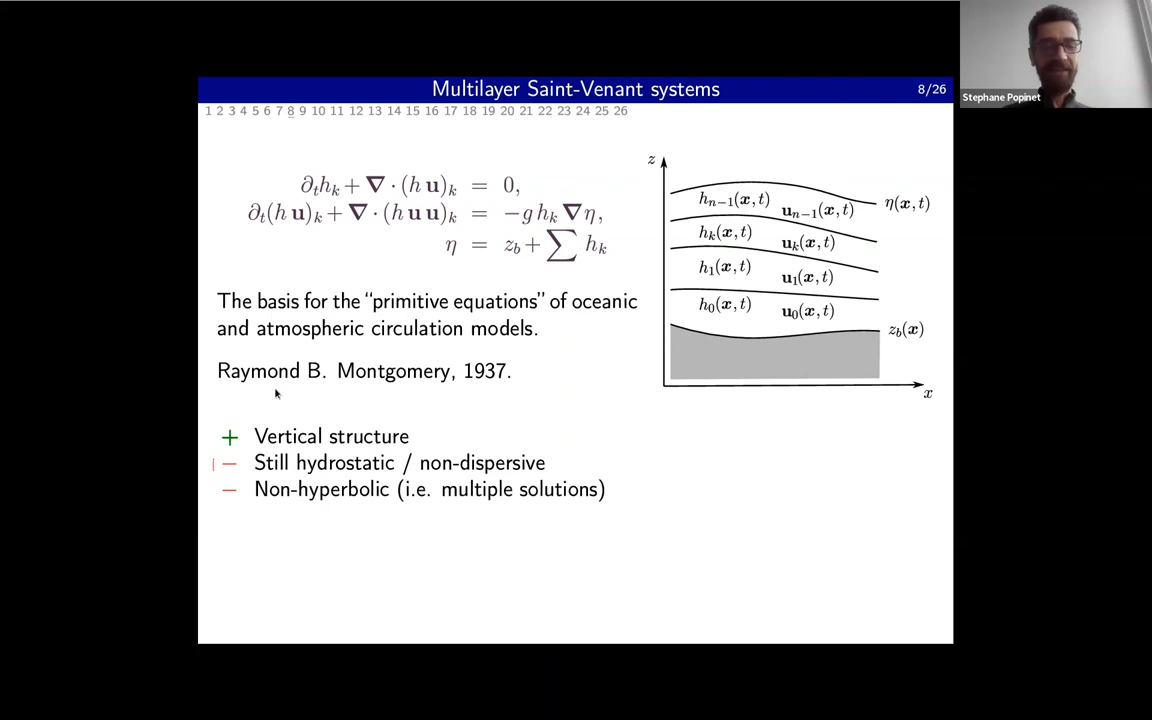 Multilayer Saint-Venant systems
8/26
1 2 3 4 5 6 7 8 9 10 11 12 13 14 15 16 17 18 19 20 21 22 23 24 25 26
∂ₜhₖ + ∇ · (h u)ₖ = 0,
∂ₜ(h u)ₖ + ∇ · (h u u)ₖ = −g hₖ ∇η,
η = z_b + ∑ hₖ
The basis for the “primitive equations” of oceanic
and atmospheric circulation models.
Raymond B. Montgomery, 1937.
+ Vertical structure
− Still hydrostatic / non-dispersive
− Non-hyperbolic (i.e. multiple solutions)
z
hₙ₋₁(x, t) uₙ₋₁(x, t) η(x, t)
hₖ(x, t) uₖ(x, t)
h₁(x, t) u₁(x, t)
h₀(x, t) u₀(x, t)
z_b(x)
x
Stephane Popinet